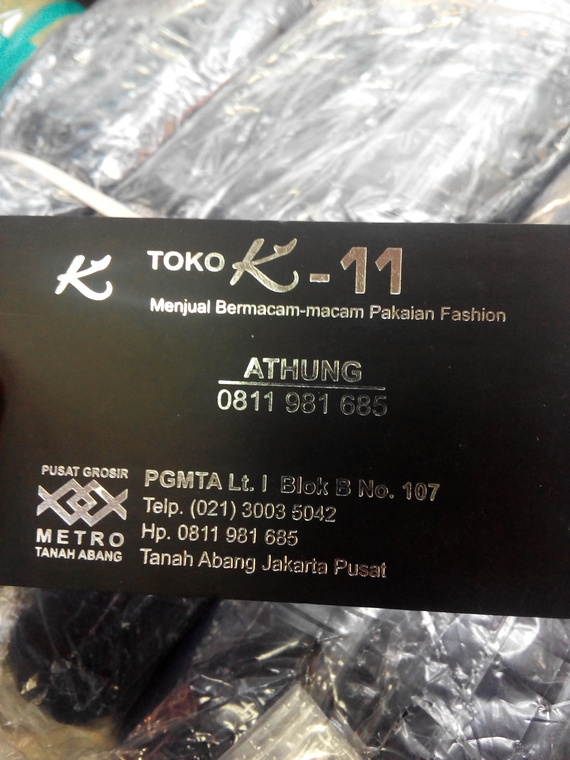 K TOKO K-11
Menjual Bermacam-macam Pakaian Fashion
ATHUNG
0811 981 685
PUSAT GROSIR
METRO
TANAH ABANG
PGMTA Lt. I Blok B No. 107
Telp. (021) 3003 5042
Hp. 0811 981 685
Tanah Abang Jakarta Pusat